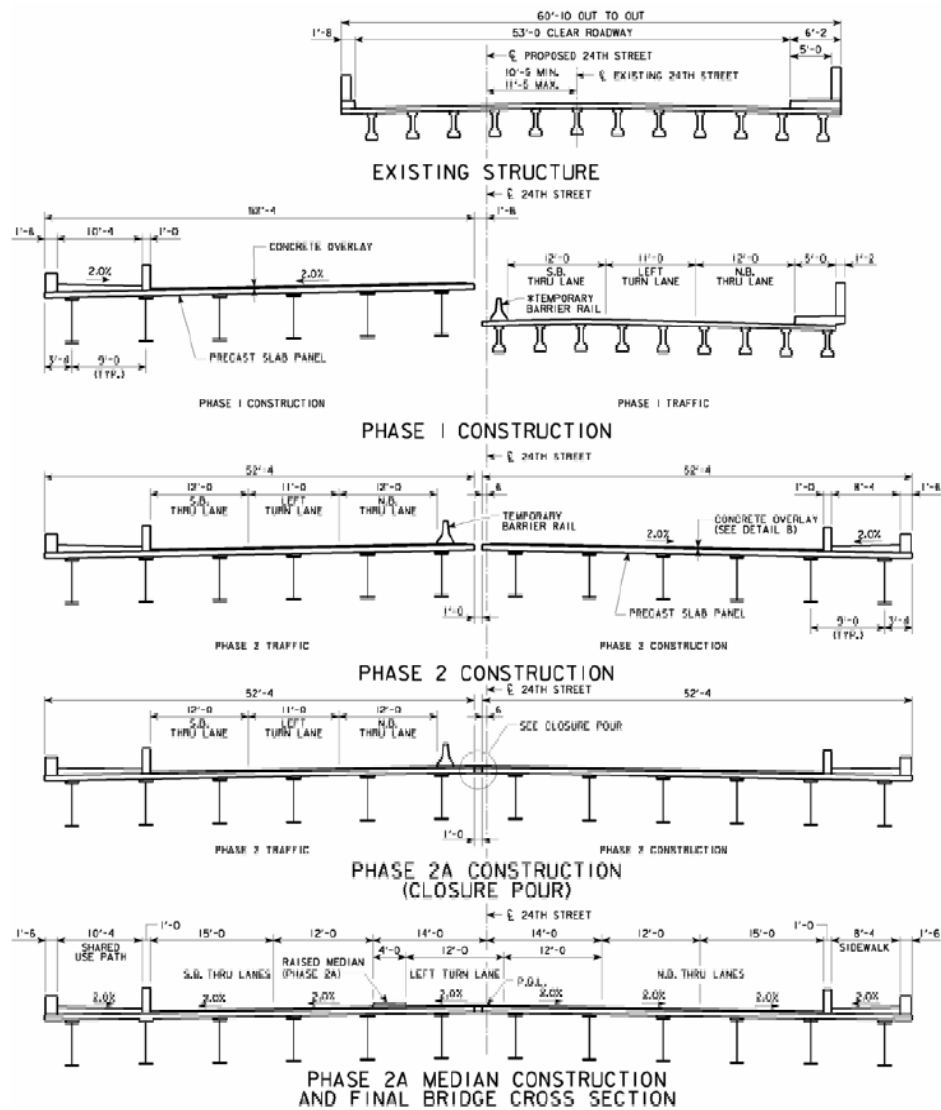 60'-10 OUT TO OUT
1'-8 53'-0 CLEAR ROADWAY 6'-2
5'-0
℄ PROPOSED 24TH STREET
10'-5 MIN.
11'-5 MAX.
℄ EXISTING 24TH STREET
EXISTING STRUCTURE
℄ 24TH STREET
52'-4 1'-6
1'-6 10'-4 1'-0
CONCRETE OVERLAY
2.0% 2.0%
12'-0 11'-0 12'-0 5'-0 1'-2
S.B. THRU LANE
LEFT TURN LANE
N.B. THRU LANE
*TEMPORARY BARRIER RAIL
PRECAST SLAB PANEL
3'-4 9'-0
(TYP.)
PHASE 1 CONSTRUCTION
PHASE 1 TRAFFIC
PHASE 1 CONSTRUCTION
℄ 24TH STREET
52'-4 52'-4
12'-0 11'-0 12'-0 6 1'-0 8'-4 1'-6
S.B. THRU LANE
LEFT TURN LANE
N.B. THRU LANE
TEMPORARY BARRIER RAIL
CONCRETE OVERLAY
(SEE DETAIL B)
2.0% 2.0%
1'-0
PRECAST SLAB PANEL
9'-0 3'-4
(TYP.)
PHASE 2 TRAFFIC
PHASE 2 CONSTRUCTION
PHASE 2 CONSTRUCTION
℄ 24TH STREET
52'-4 52'-4
12'-0 11'-0 12'-0 6
S.B. THRU LANE
LEFT TURN LANE
N.B. THRU LANE
SEE CLOSURE POUR
1'-0
PHASE 2 TRAFFIC
PHASE 2 CONSTRUCTION
PHASE 2A CONSTRUCTION
(CLOSURE POUR)
℄ 24TH STREET
1'-6 10'-4 1'-0 15'-0 12'-0 14'-0 14'-0 12'-0 15'-0 1'-0 8'-4 1'-6
SHARED USE PATH
4'-0 12'-0 12'-0
SIDEWALK
S.B. THRU LANES
RAISED MEDIAN
(PHASE 2A)
LEFT TURN LANE
N.B. THRU LANES
P.G.L.
2.0% 2.0% 2.0% 2.0% 2.0% 2.0% 2.0% 2.0%
PHASE 2A MEDIAN CONSTRUCTION
AND FINAL BRIDGE CROSS SECTION